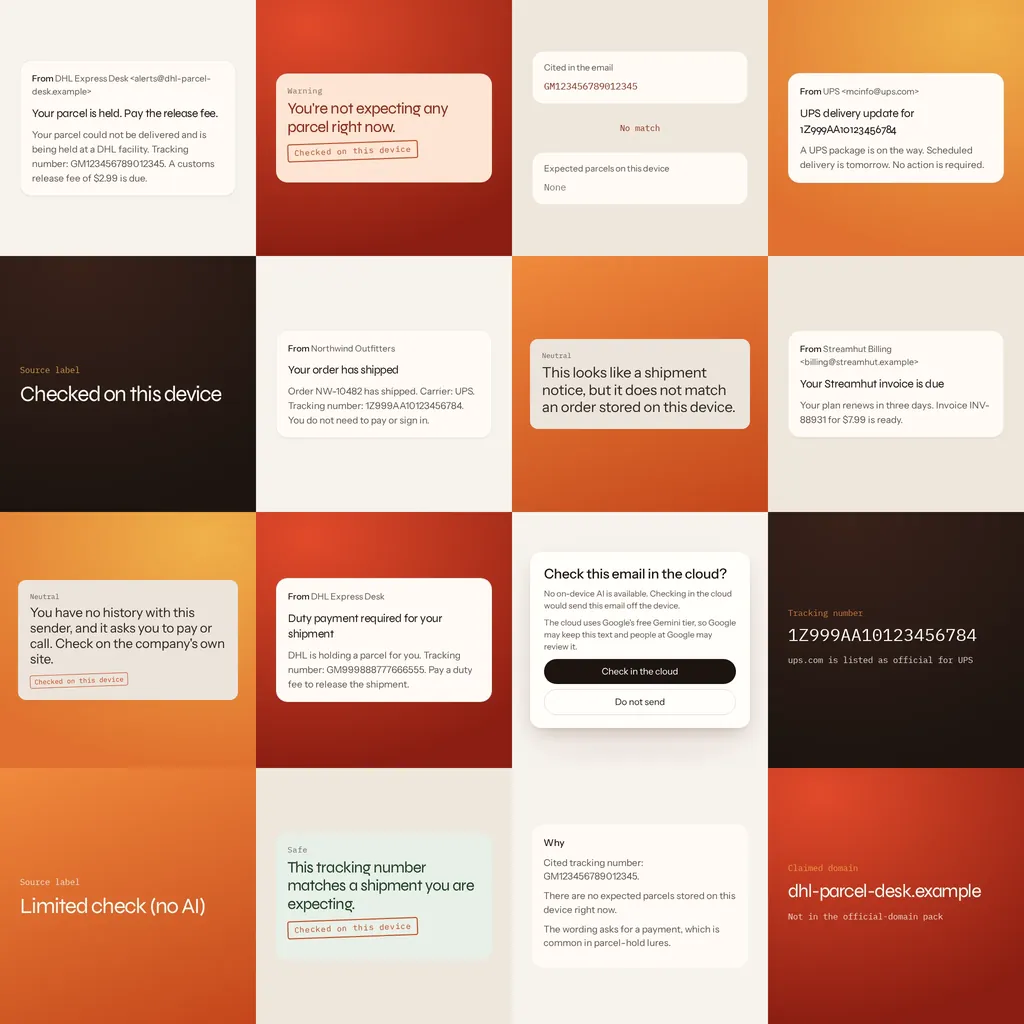 From DHL Express Desk <alerts@dhl-parcel-
desk.example>
Your parcel is held. Pay the release fee.
Your parcel could not be delivered and is
being held at a DHL facility. Tracking
number: GM123456789012345. A customs
release fee of $2.99 is due.
Warning
You're not expecting any
parcel right now.
Checked on this device
Cited in the email
GM123456789012345
No match
Expected parcels on this device
None
From UPS <mcinfo@ups.com>
UPS delivery update for
1Z999AA10123456784
A UPS package is on the way. Scheduled
delivery is tomorrow. No action is required.
Source label
Checked on this device
From Northwind Outfitters
Your order has shipped
Order NW-10482 has shipped. Carrier: UPS.
Tracking number: 1Z999AA10123456784.
You do not need to pay or sign in.
Neutral
This looks like a shipment
notice, but it does not match
an order stored on this device.
From Streamhut Billing
<billing@streamhut.example>
Your Streamhut invoice is due
Your plan renews in three days. Invoice INV-
88931 for $7.99 is ready.
Neutral
You have no history with this
sender, and it asks you to pay or
call. Check on the company's own
site.
Checked on this device
From DHL Express Desk
Duty payment required for your
shipment
DHL is holding a parcel for you. Tracking
number: GM999888777666555. Pay a duty
fee to release the shipment.
Check this email in the cloud?
No on-device AI is available. Checking in the cloud
would send this email off the device.
The cloud uses Google's free Gemini tier, so Google
may keep this text and people at Google may
review it.
Check in the cloud
Do not send
Tracking number
1Z999AA10123456784
ups.com is listed as official for UPS
Source label
Limited check (no AI)
Safe
This tracking number
matches a shipment you are
expecting.
Checked on this device
Why
Cited tracking number:
GM123456789012345.
There are no expected parcels stored on this
device right now.
The wording asks for a payment, which is
common in parcel-hold lures.
Claimed domain
dhl-parcel-desk.example
Not in the official-domain pack